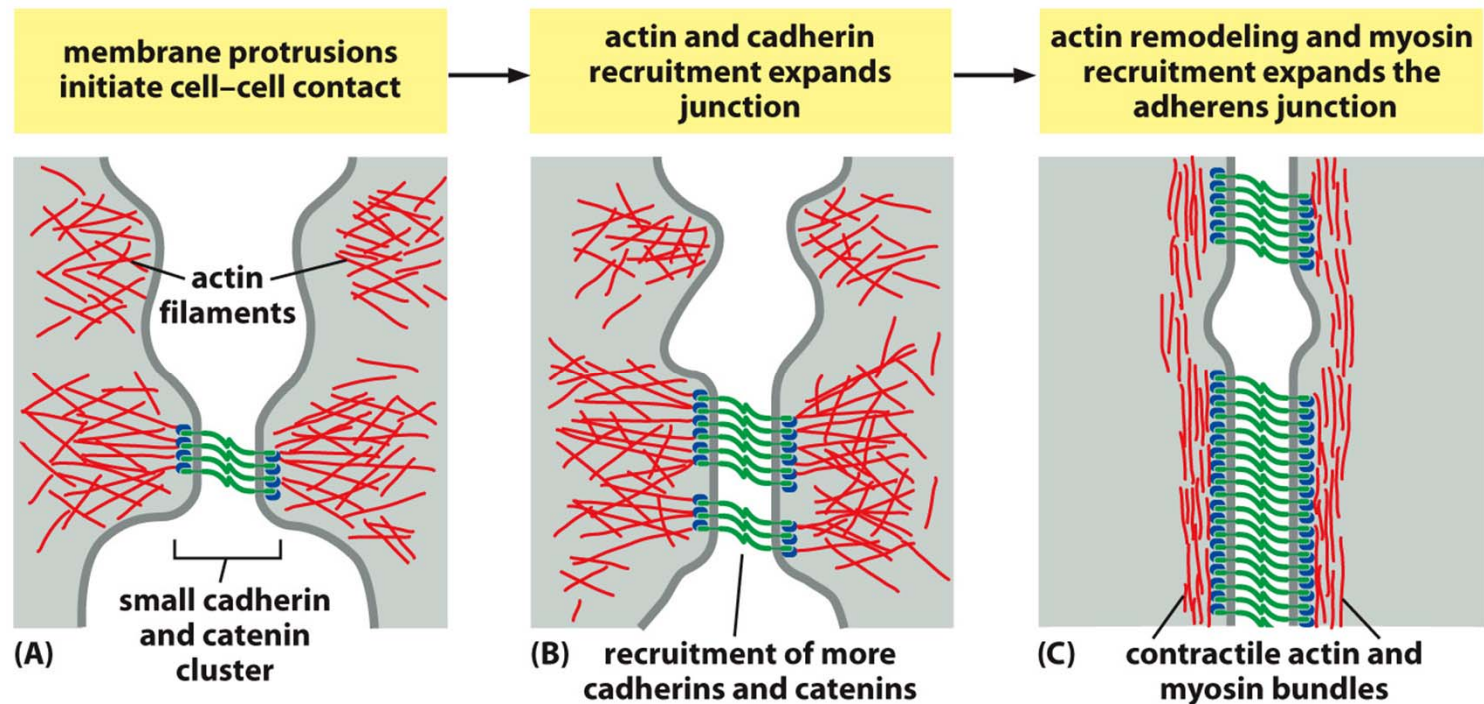 membrane protrusions
initiate cell–cell contact
actin and cadherin
recruitment expands
junction
actin remodeling and myosin
recruitment expands the
adherens junction
actin
filaments
small cadherin
and catenin
cluster
(A)
(B)
recruitment of more
cadherins and catenins
(C)
contractile actin and
myosin bundles